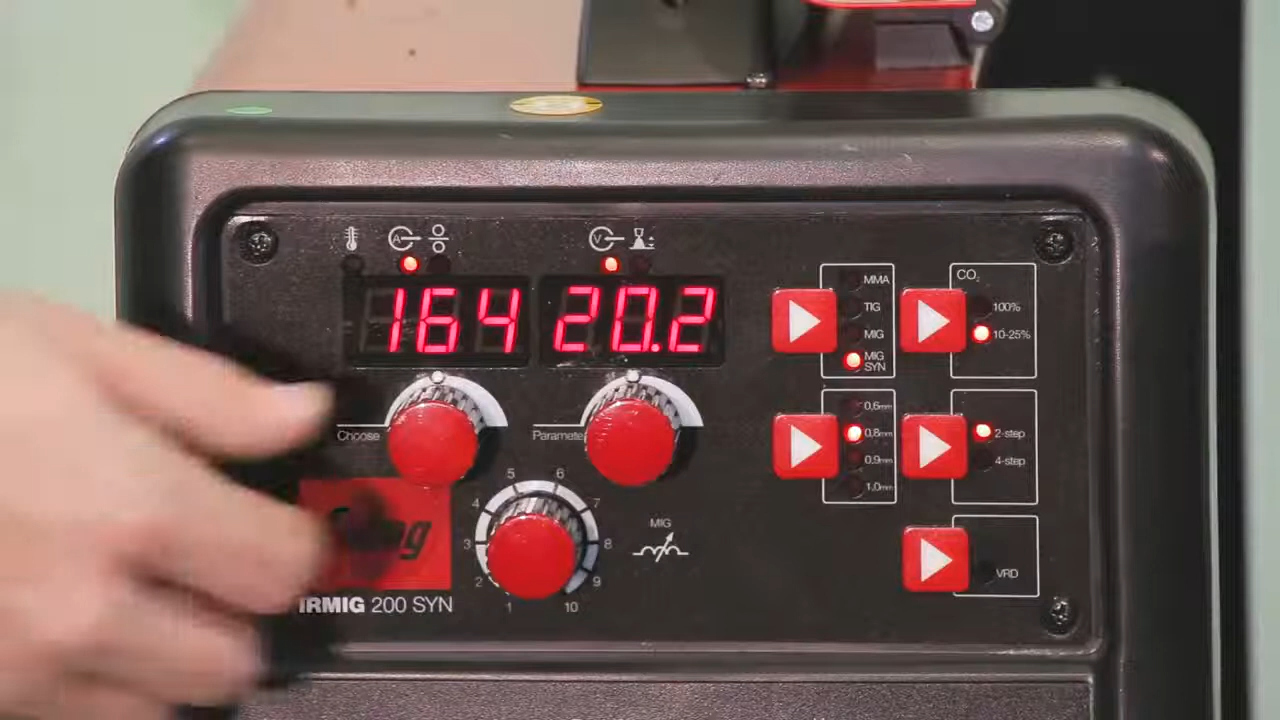 A
V
164
20.2
MMA
TIG
MIG
MIG
SYN
CO₂
100%
10-25%
Choose
Paramete
0,6mm
0,8mm
0,9mm
1,0mm
2-step
4-step
1
2
3
4
5
6
7
8
9
10
MIG
VRD
IRMIG 200 SYN